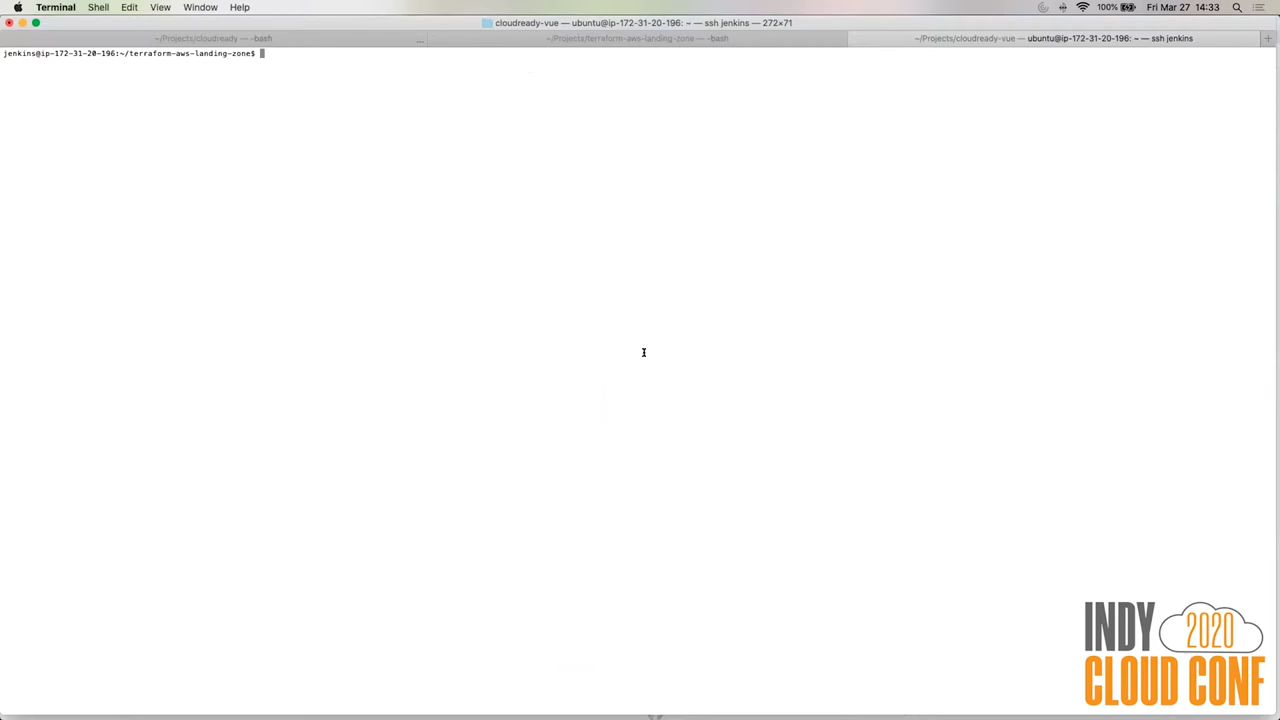 Terminal Shell Edit View Window Help 100% Fri Mar 27 14:33
cloudready-vue — ubuntu@ip-172-31-20-196: ~ — ssh jenkins — 272×71
~/Projects/cloudready — -bash ... ~/Projects/terraform-aws-landing-zone — -bash ~/Projects/cloudready-vue — ubuntu@ip-172-31-20-196: ~ — ssh jenkins +
jenkins@ip-172-31-20-196:~/terraform-aws-landing-zone$
INDY 2020
CLOUD CONF